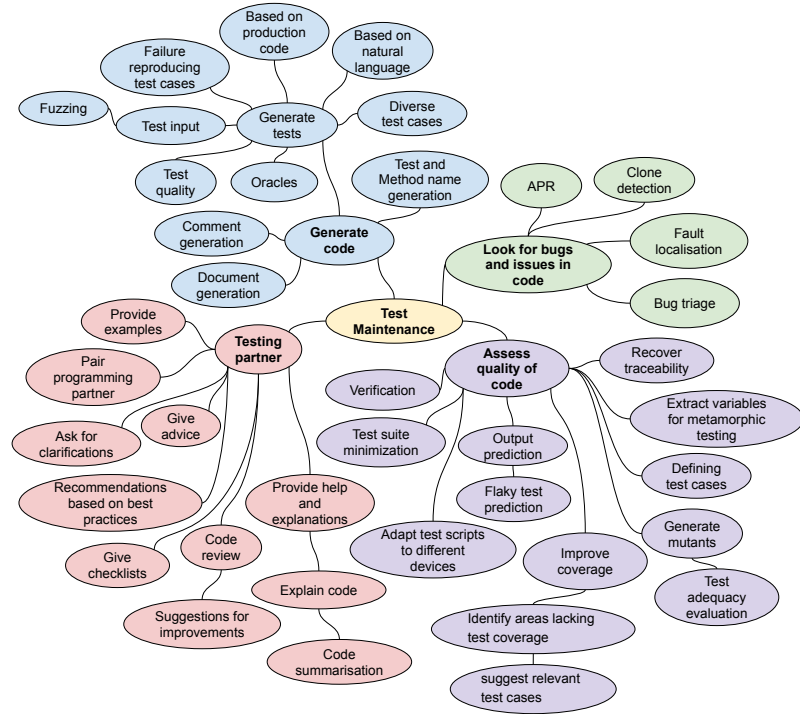 Based on
production
code
Based on
natural
language
Failure
reproducing
test cases
Fuzzing
Test input
Generate
tests
Diverse
test cases
Test
quality
Oracles
Test and
Method name
generation
Comment
generation
Generate
code
Document
generation
APR
Clone
detection
Look for bugs
and issues in
code
Fault
localisation
Bug triage
Test
Maintenance
Provide
examples
Testing
partner
Pair
programming
partner
Give
advice
Ask for
clarifications
Recommendations
based on best
practices
Provide help
and
explanations
Give
checklists
Code
review
Explain code
Suggestions for
improvements
Code
summarisation
Assess
quality of
code
Recover
traceability
Verification
Extract variables
for metamorphic
testing
Test suite
minimization
Output
prediction
Defining
test cases
Flaky test
prediction
Adapt test scripts
to different
devices
Generate
mutants
Improve
coverage
Test
adequacy
evaluation
Identify areas lacking
test coverage
suggest relevant
test cases